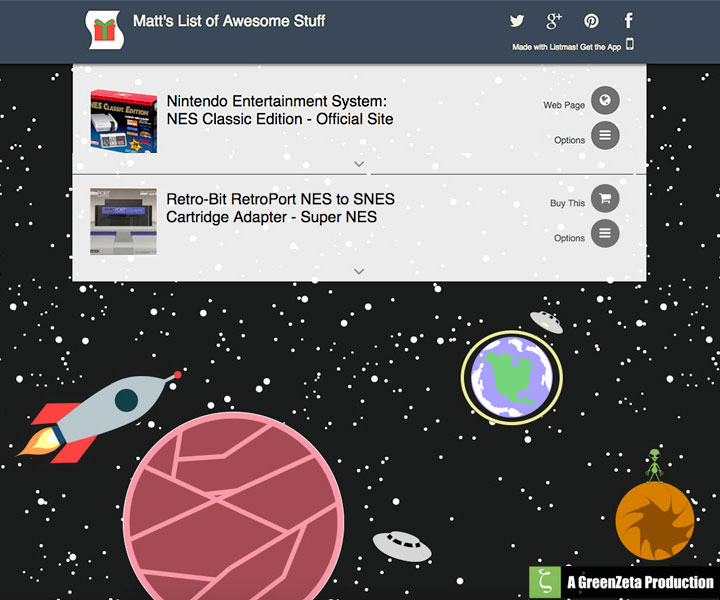 Matt's List of Awesome Stuff
g+
Made with Listmas! Get the App
NES CLASSIC EDITION
Nintendo Entertainment System:
NES Classic Edition - Official Site
Web Page
Options
Retro-Bit RetroPort NES to SNES
Cartridge Adapter - Super NES
Buy This
Options
A GreenZeta Production